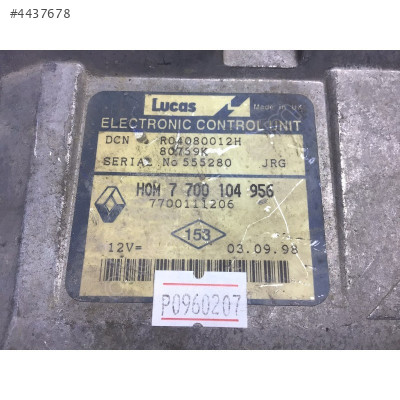 #4437678
Lucas
Made in UK
ELECTRONIC CONTROL UNIT
DCN R04080012H
80759K
SERIAL No 555280 JRG
HOM 7 700 104 956
7700111206
153
12V= 03.09.98
P0960207